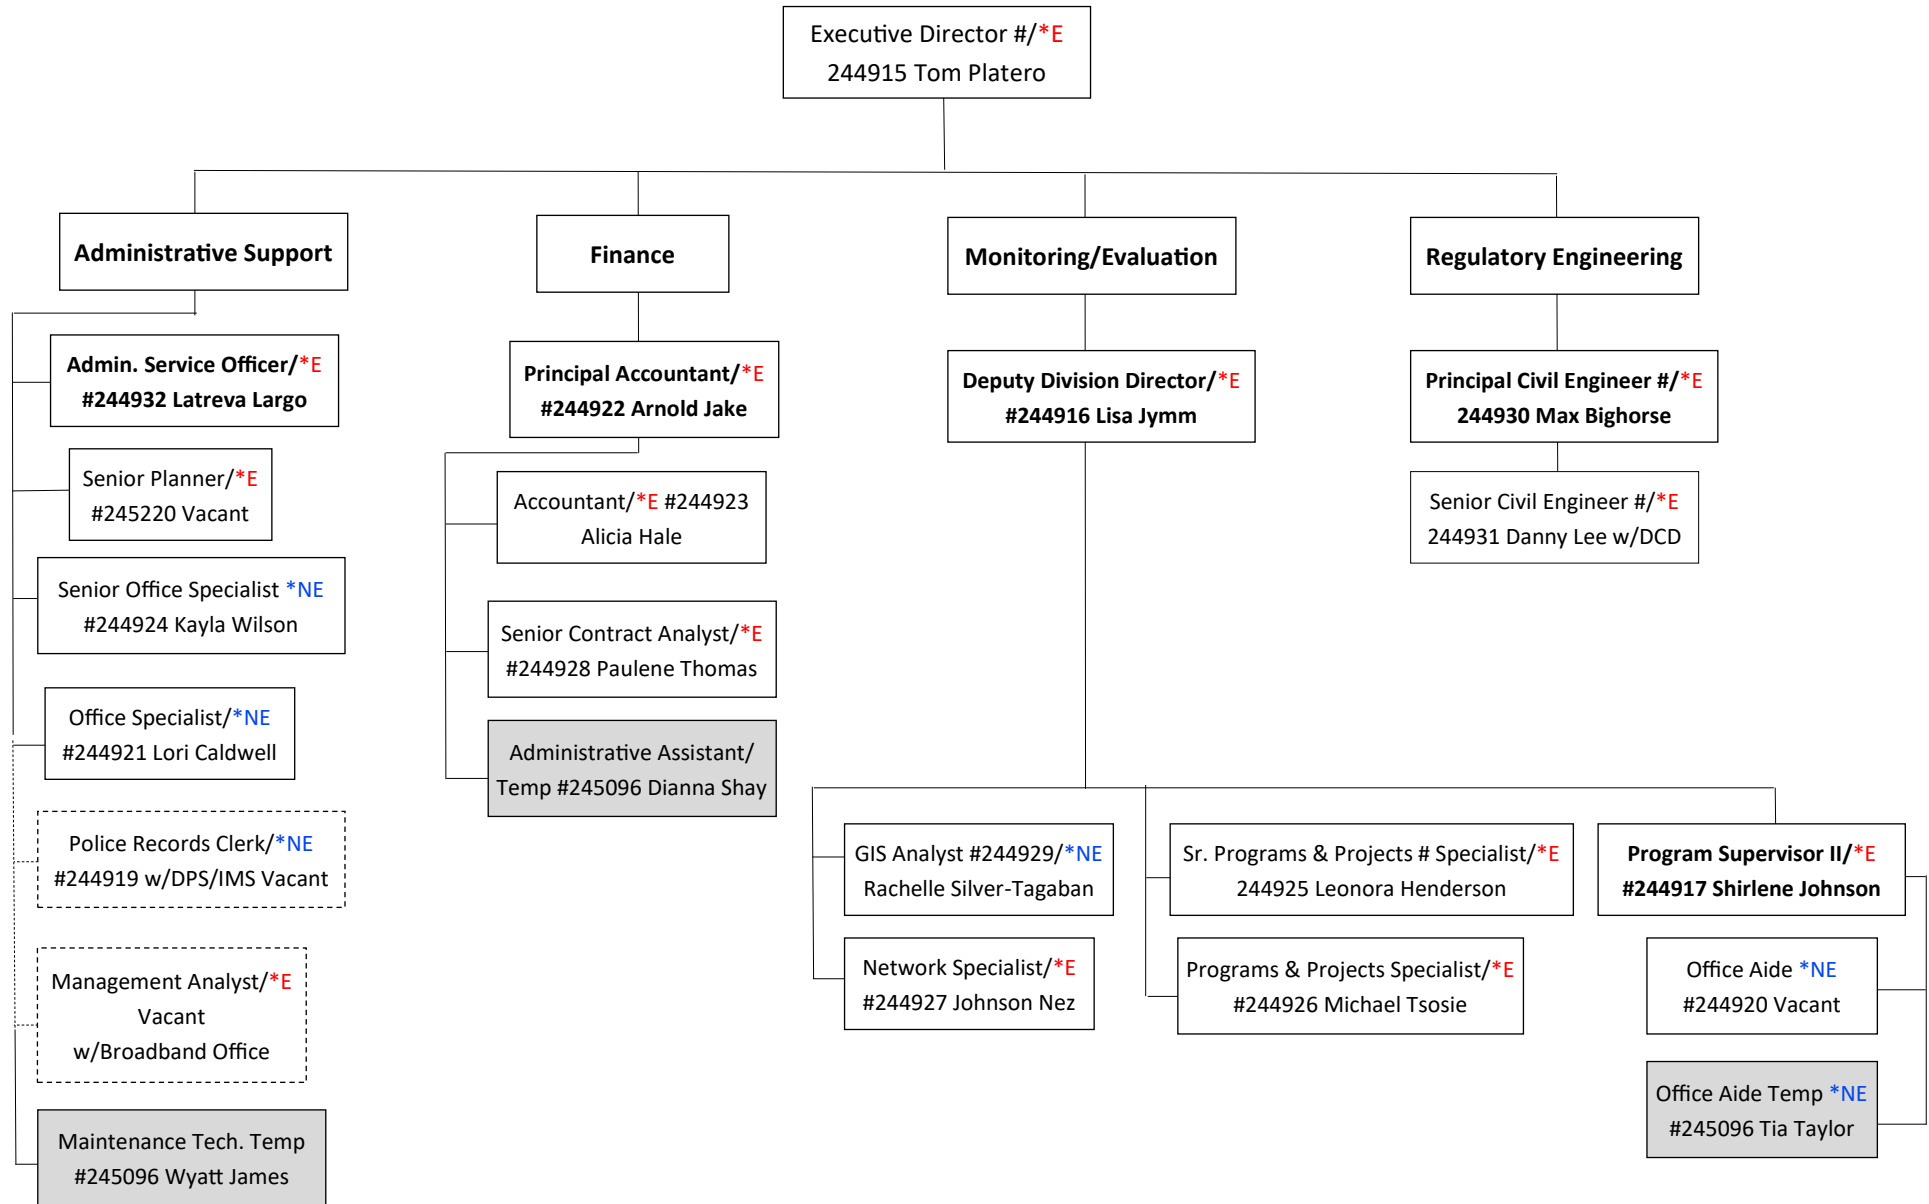 Executive Director #/*E
244915 Tom Platero
Administrative Support
Finance
Monitoring/Evaluation
Regulatory Engineering
Admin. Service Officer/*E
#244932 Latreva Largo
Senior Planner/*E
#245220 Vacant
Senior Office Specialist *NE
#244924 Kayla Wilson
Office Specialist/*NE
#244921 Lori Caldwell
Police Records Clerk/*NE
#244919 w/DPS/IMS Vacant
Management Analyst/*E
Vacant
w/Broadband Office
Maintenance Tech. Temp
#245096 Wyatt James
Principal Accountant/*E
#244922 Arnold Jake
Accountant/*E #244923
Alicia Hale
Senior Contract Analyst/*E
#244928 Paulene Thomas
Administrative Assistant/
Temp #245096 Dianna Shay
Deputy Division Director/*E
#244916 Lisa Jymm
GIS Analyst #244929/*NE
Rachelle Silver-Tagaban
Network Specialist/*E
#244927 Johnson Nez
Sr. Programs & Projects # Specialist/*E
244925 Leonora Henderson
Programs & Projects Specialist/*E
#244926 Michael Tsosie
Program Supervisor II/*E
#244917 Shirlene Johnson
Office Aide *NE
#244920 Vacant
Office Aide Temp *NE
#245096 Tia Taylor
Principal Civil Engineer #/*E
244930 Max Bighorse
Senior Civil Engineer #/*E
244931 Danny Lee w/DCD